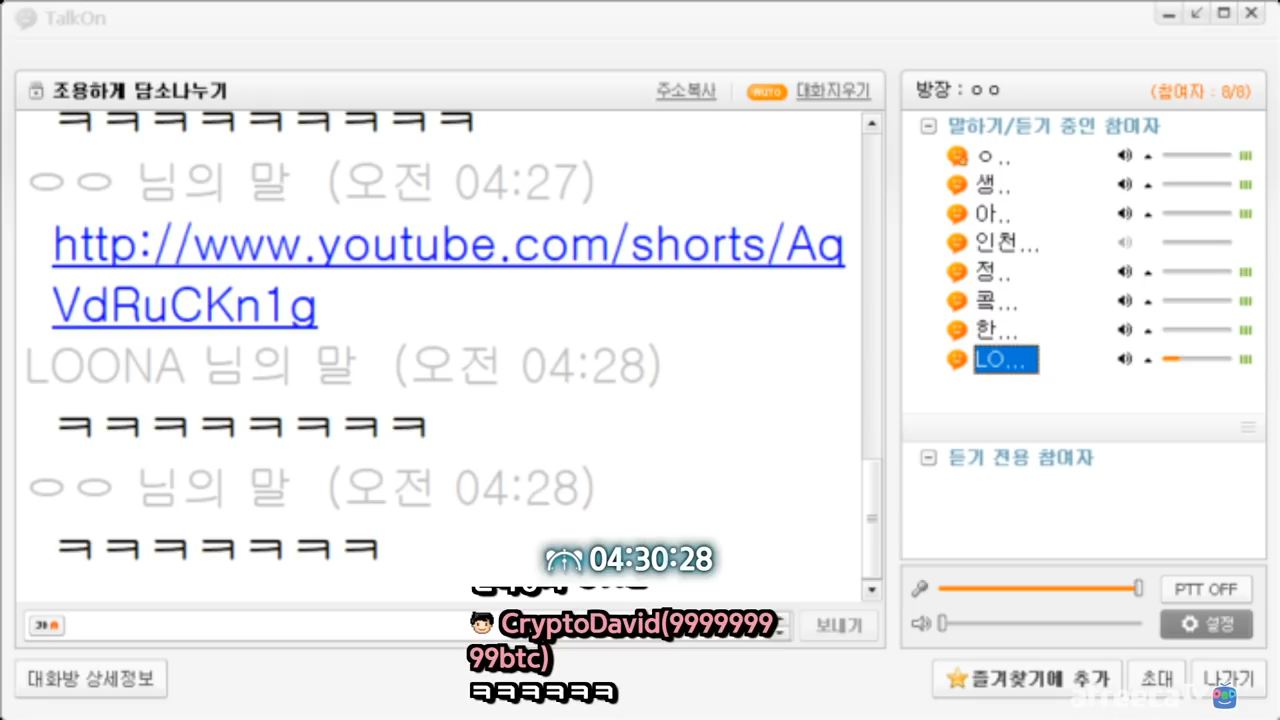 TalkOn
조용하게 담소나누기
주소복사
AUTO
대화지우기
ㅋㅋㅋㅋㅋㅋㅋㅋㅋ
ㅇㅇ 님의 말 (오전 04:27)
http://www.youtube.com/shorts/Aq
VdRuCKn1g
LOONA 님의 말 (오전 04:28)
ㅋㅋㅋㅋㅋㅋㅋㅋ
ㅇㅇ 님의 말 (오전 04:28)
ㅋㅋㅋㅋㅋㅋㅋ
04:30:28
CryptoDavid(9999999
99btc)
ㅋㅋㅋㅋㅋㅋ
가
보내기
대화방 상세정보
방장 : ㅇㅇ
(참여자 : 8/8)
말하기/듣기 중인 참여자
ㅇ..
생..
아..
인천...
정..
콜...
한...
LO...
듣기 전용 참여자
PTT OFF
설정
즐겨찾기에 추가
초대
나가기
afreecaTV